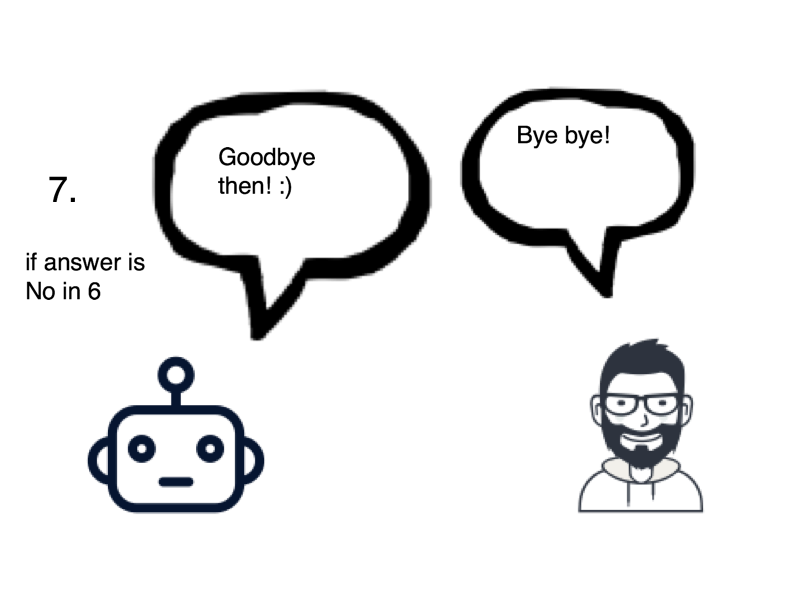 7.
if answer is
No in 6
Goodbye
then! :)
Bye bye!